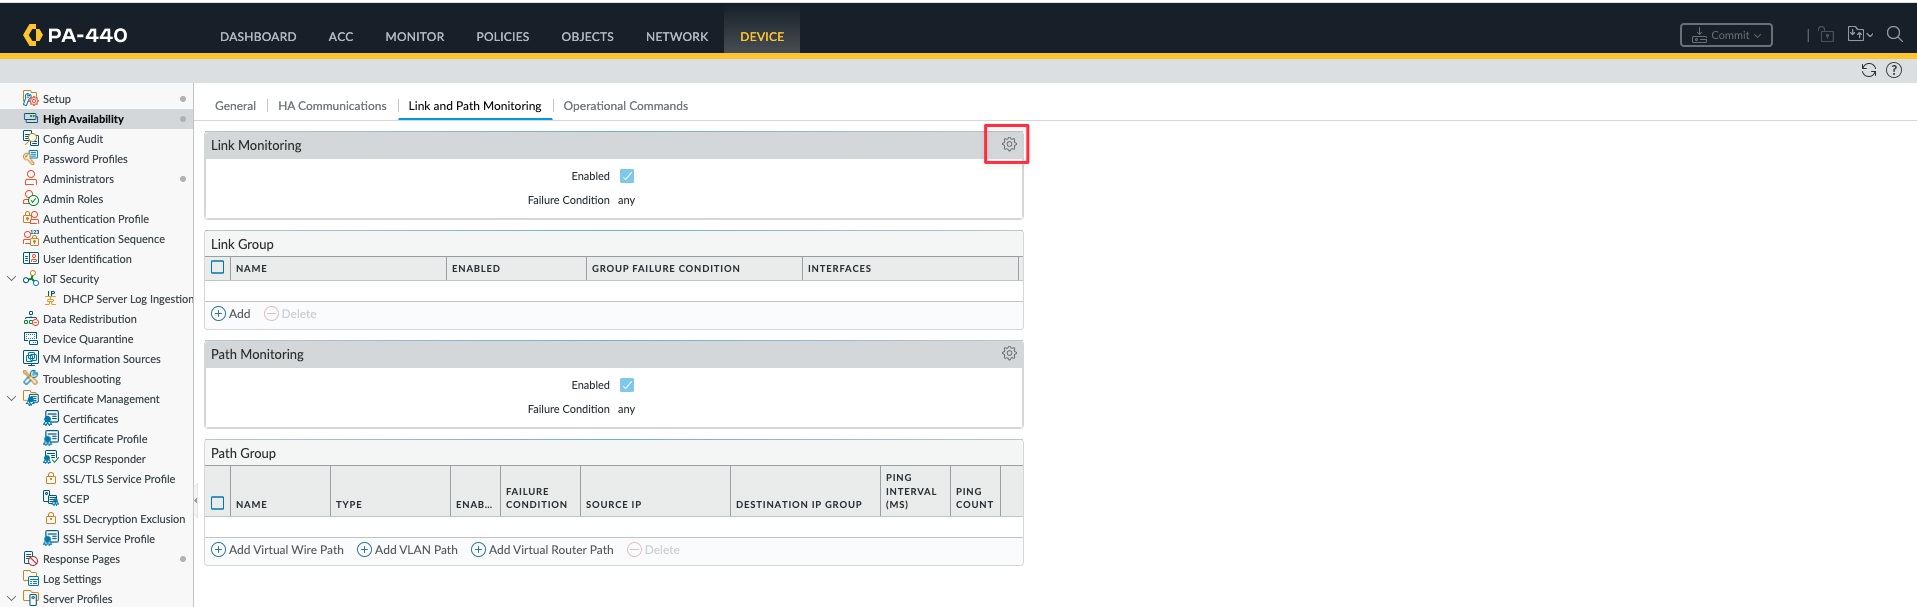 PA-440
DASHBOARD ACC MONITOR POLICIES OBJECTS NETWORK DEVICE
Commit
Setup
High Availability
Config Audit
Password Profiles
Administrators
Admin Roles
Authentication Profile
Authentication Sequence
User Identification
IoT Security
DHCP Server Log Ingestion
Data Redistribution
Device Quarantine
VM Information Sources
Troubleshooting
Certificate Management
Certificates
Certificate Profile
OCSP Responder
SSL/TLS Service Profile
SCEP
SSL Decryption Exclusion
SSH Service Profile
Response Pages
Log Settings
Server Profiles
General HA Communications Link and Path Monitoring Operational Commands
Link Monitoring
Enabled
Failure Condition any
Link Group
NAME ENABLED GROUP FAILURE CONDITION INTERFACES
Add Delete
Path Monitoring
Enabled
Failure Condition any
Path Group
NAME TYPE ENAB... FAILURE CONDITION SOURCE IP DESTINATION IP GROUP PING INTERVAL (MS) PING COUNT
Add Virtual Wire Path Add VLAN Path Add Virtual Router Path Delete